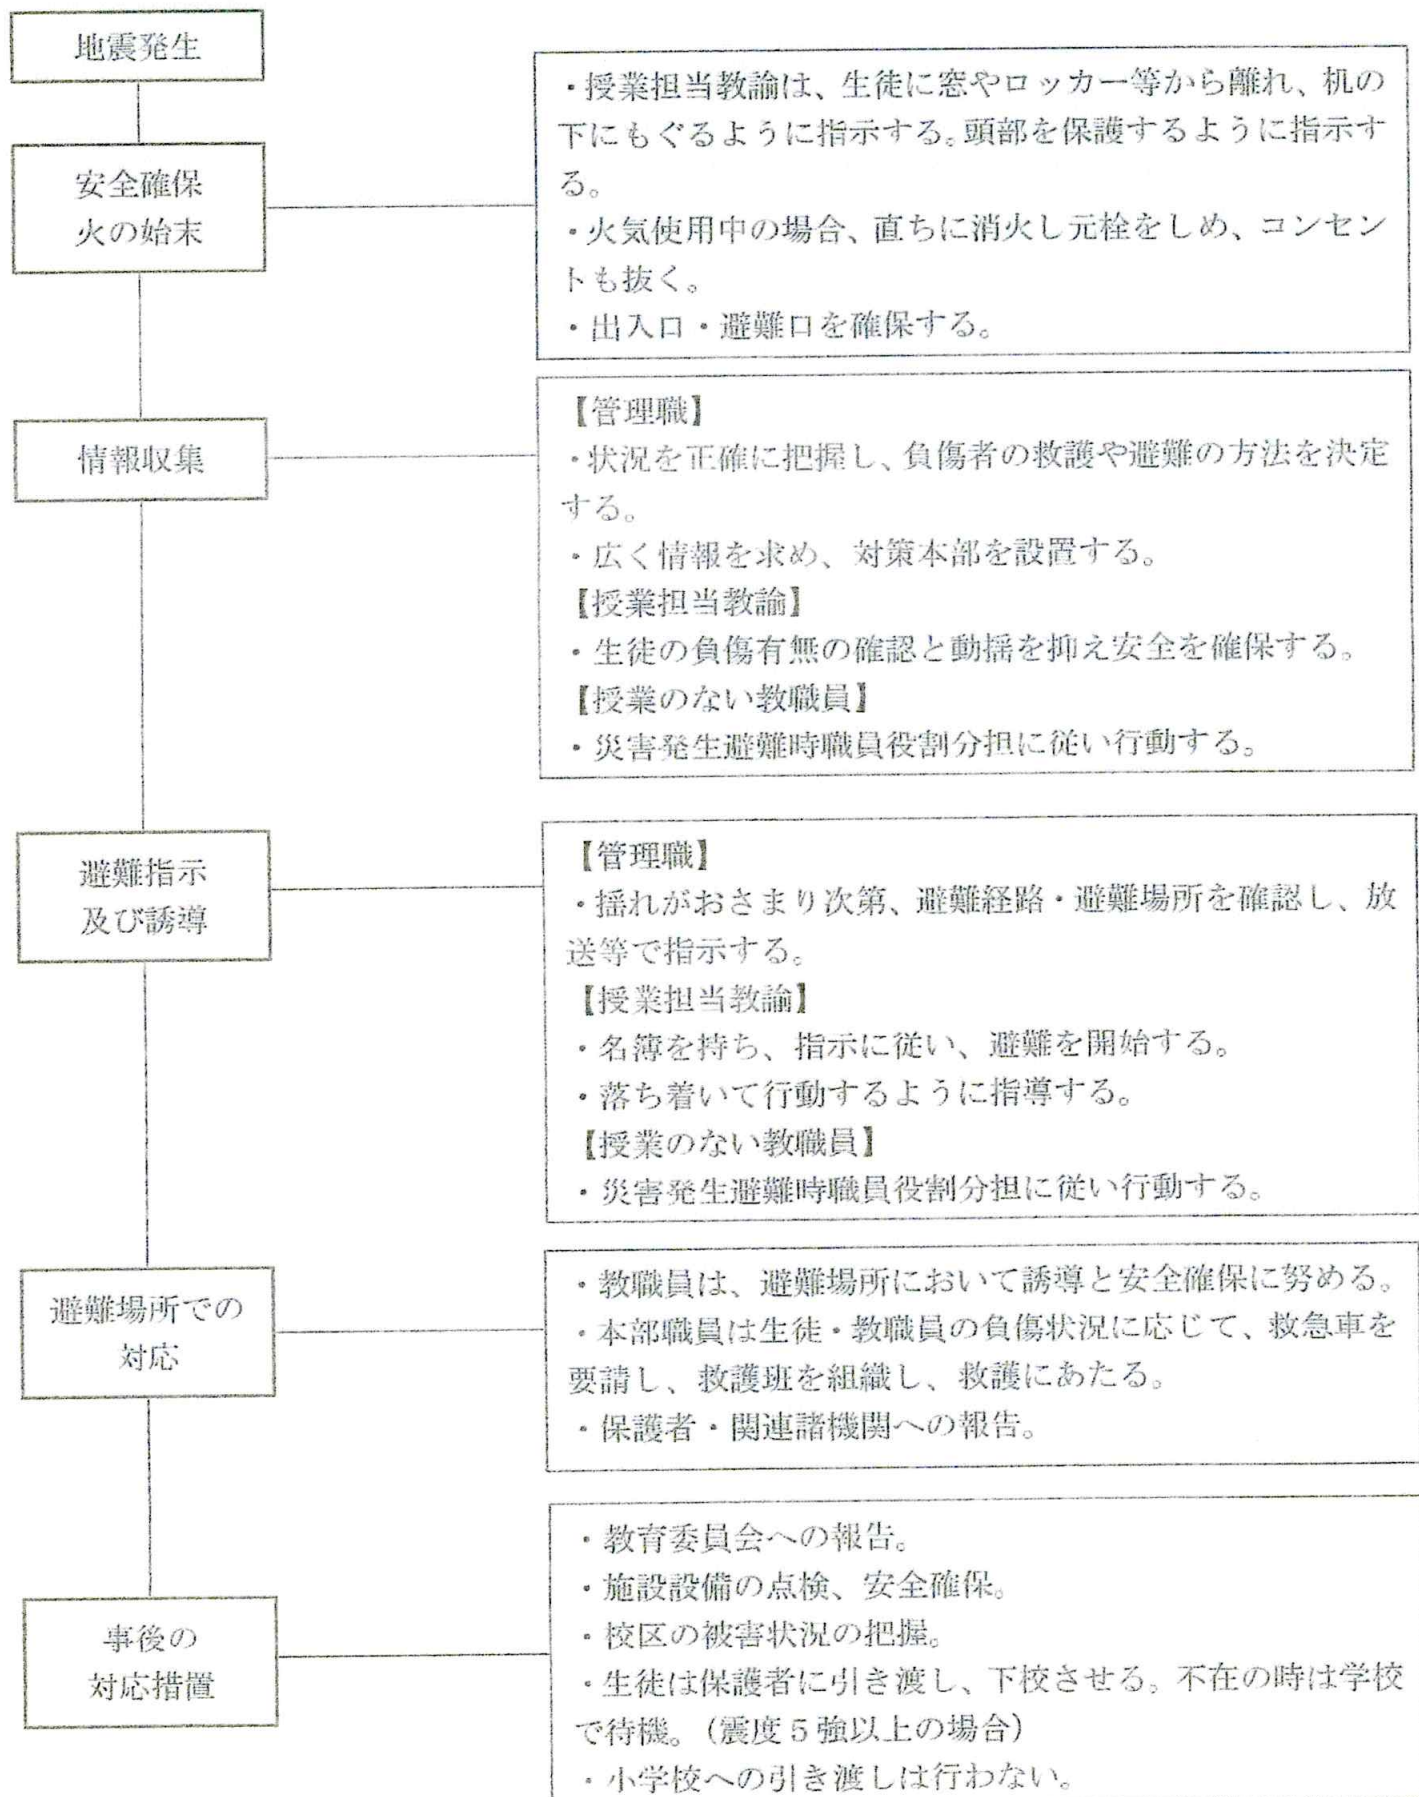 地震発生
安全確保
火の始末
・授業担当教諭は、生徒に窓やロッカー等から離れ、机の
下にもぐるように指示する。頭部を保護するように指示す
る。
・火気使用中の場合、直ちに消火し元栓をしめ、コンセン
トも抜く。
・出入口・避難口を確保する。
情報収集
【管理職】
・状況を正確に把握し、負傷者の救護や避難の方法を決定
する。
・広く情報を求め、対策本部を設置する。
【授業担当教諭】
・生徒の負傷有無の確認と動揺を抑え安全を確保する。
【授業のない教職員】
・災害発生避難時職員役割分担に従い行動する。
避難指示
及び誘導
【管理職】
・揺れがおさまり次第、避難経路・避難場所を確認し、放
送等で指示する。
【授業担当教諭】
・名簿を持ち、指示に従い、避難を開始する。
・落ち着いて行動するように指導する。
【授業のない教職員】
・災害発生避難時職員役割分担に従い行動する。
避難場所での
対応
・教職員は、避難場所において誘導と安全確保に努める。
・本部職員は生徒・教職員の負傷状況に応じて、救急車を
要請し、救護班を組織し、救護にあたる。
・保護者・関連諸機関への報告。
事後の
対応措置
・教育委員会への報告。
・施設設備の点検、安全確保。
・校区の被害状況の把握。
・生徒は保護者に引き渡し、下校させる。不在の時は学校
で待機。（震度５強以上の場合）
・小学校への引き渡しは行わない。